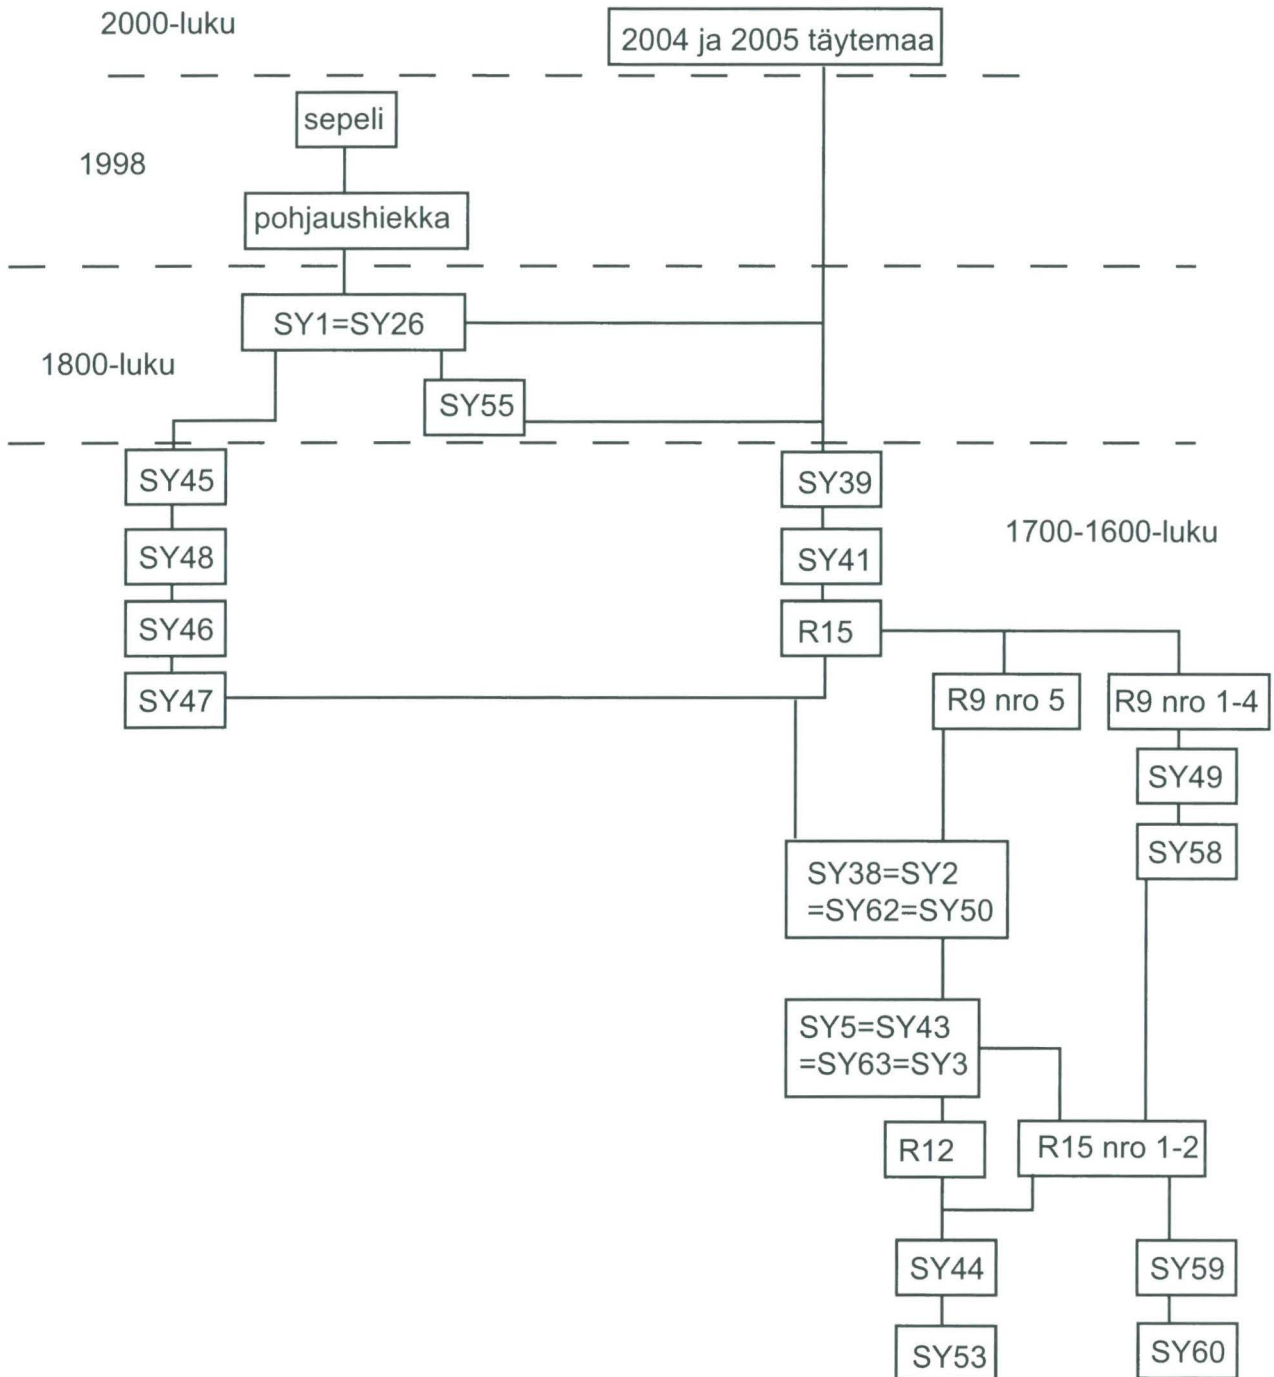 2000-luku
2004 ja 2005 täytemaa
sepeli
1998
pohjaushiekka
SY1=SY26
1800-luku
SY55
SY45
SY39
1700-1600-luku
SY48
SY41
SY46
R15
SY47
R9 nro 5
R9 nro 1-4
SY49
SY58
SY38=SY2
=SY62=SY50
SY5=SY43
=SY63=SY3
R12
R15 nro 1-2
SY44
SY59
SY53
SY60